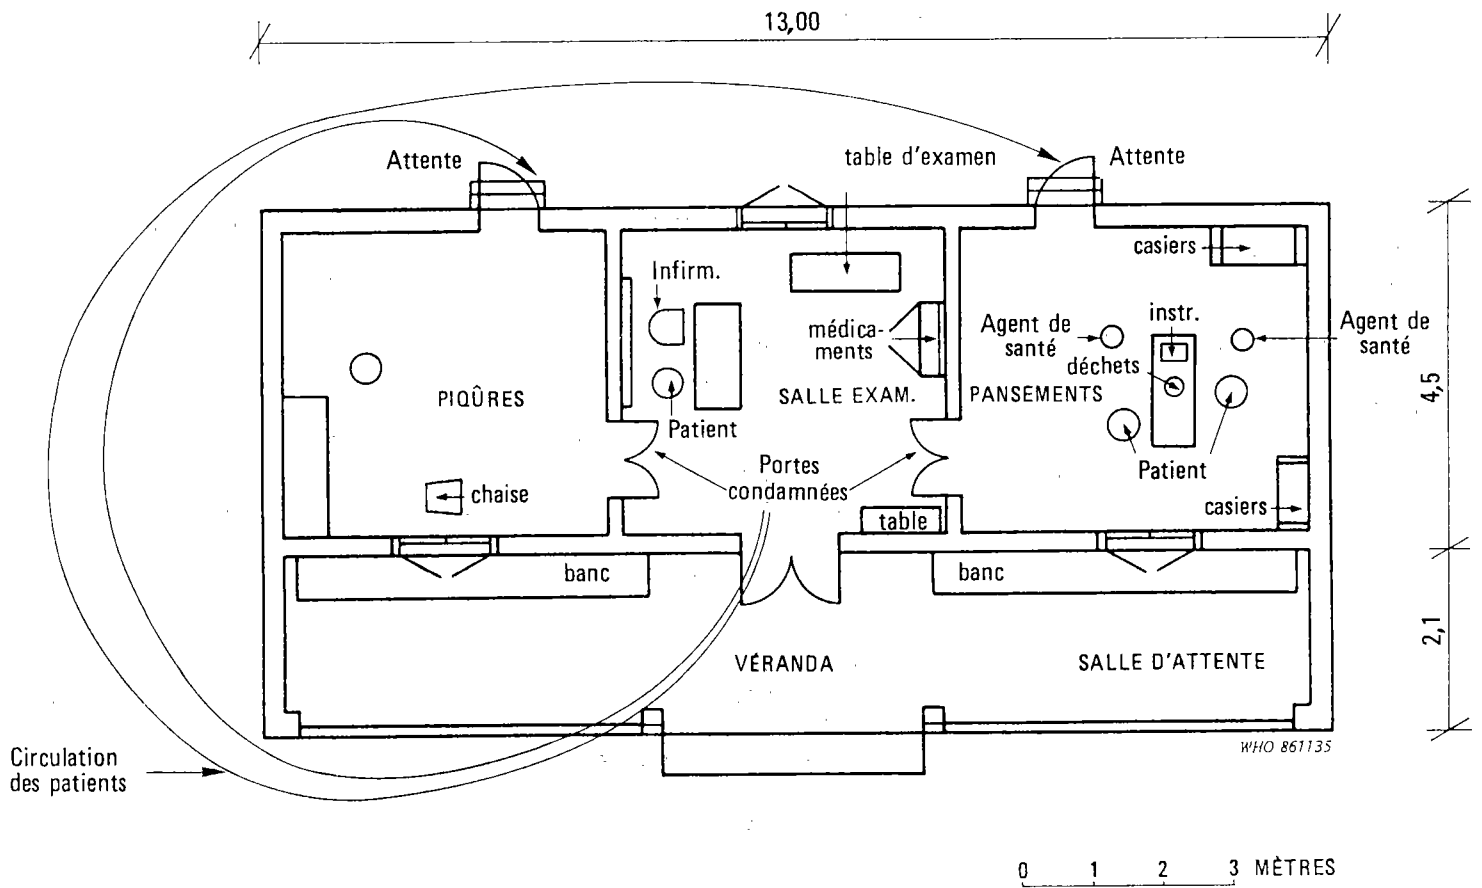 13,00
Attente
table d'examen
Attente
casiers
Infirm.
médica-
ments
Agent de
santé
instr.
Agent de
santé
déchets
4,5
PIQÛRES
SALLE EXAM.
PANSEMENTS
Patient
Portes
condamnées
Patient
chaise
casiers
table
banc
banc
2,1
VÉRANDA
SALLE D'ATTENTE
WHO 861135
Circulation
des patients
0 1 2 3 MÈTRES